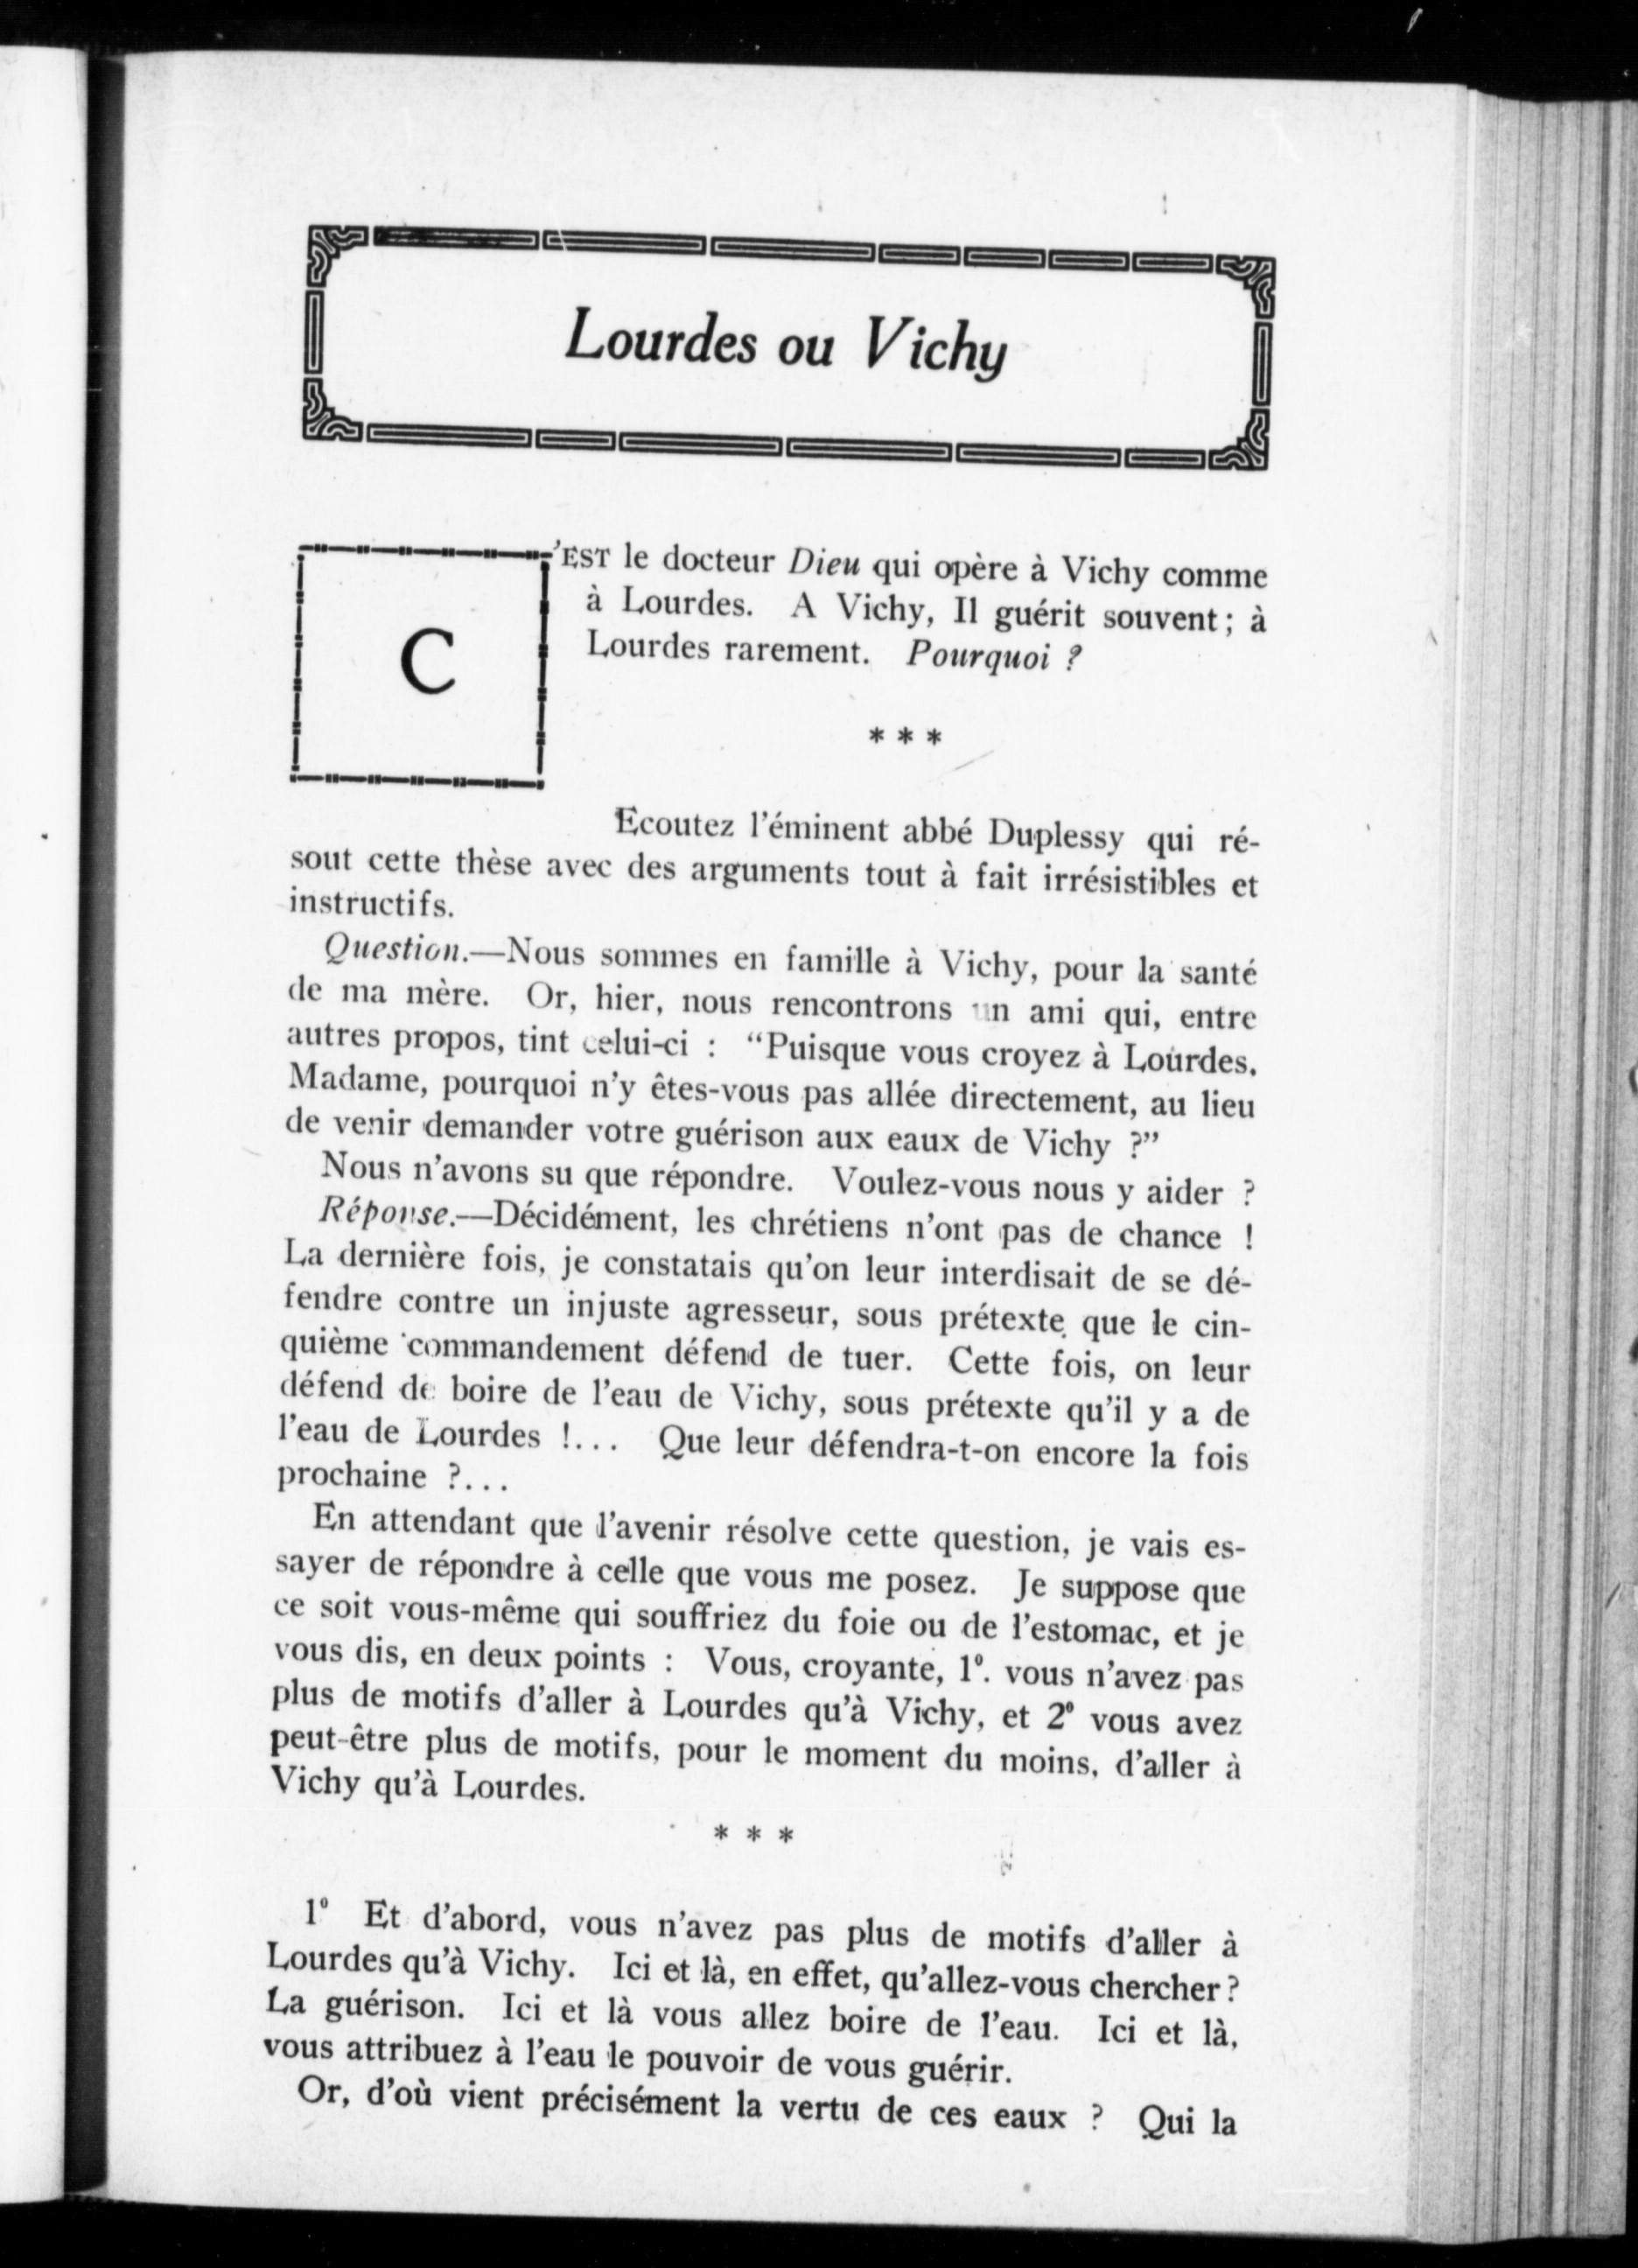 Lourdes ou Vichy
C'EST le docteur Dieu qui opère à Vichy comme
à Lourdes. A Vichy, Il guérit souvent; à
Lourdes rarement. Pourquoi ?
* * *
Ecoutez l'éminent abbé Duplessy qui ré-
sout cette thèse avec des arguments tout à fait irrésistibles et
instructifs.
Question.—Nous sommes en famille à Vichy, pour la santé
de ma mère. Or, hier, nous rencontrons un ami qui, entre
autres propos, tint celui-ci : “Puisque vous croyez à Lourdes,
Madame, pourquoi n'y êtes-vous pas allée directement, au lieu
de venir demander votre guérison aux eaux de Vichy ?”
Nous n'avons su que répondre. Voulez-vous nous y aider ?
Réponse.—Décidément, les chrétiens n'ont pas de chance !
La dernière fois, je constatais qu'on leur interdisait de se dé-
fendre contre un injuste agresseur, sous prétexte que le cin-
quième commandement défend de tuer. Cette fois, on leur
défend de boire de l'eau de Vichy, sous prétexte qu'il y a de
l'eau de Lourdes !... Que leur défendra-t-on encore la fois
prochaine ?...
En attendant que l'avenir résolve cette question, je vais es-
sayer de répondre à celle que vous me posez. Je suppose que
ce soit vous-même qui souffriez du foie ou de l'estomac, et je
vous dis, en deux points : Vous, croyante, 1°. vous n'avez pas
plus de motifs d'aller à Lourdes qu'à Vichy, et 2° vous avez
peut-être plus de motifs, pour le moment du moins, d'aller à
Vichy qu'à Lourdes.
* * *
1° Et d'abord, vous n'avez pas plus de motifs d'aller à
Lourdes qu'à Vichy. Ici et là, en effet, qu'allez-vous chercher?
La guérison. Ici et là vous allez boire de l'eau. Ici et là,
vous attribuez à l'eau le pouvoir de vous guérir.
Or, d'où vient précisément la vertu de ces eaux ? Qui la